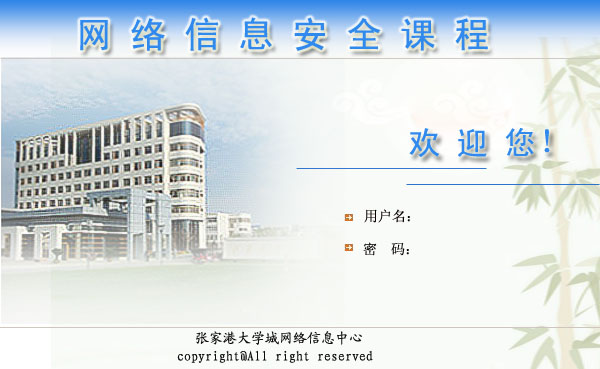 网络信息安全课程
欢迎您!
用户名:
密 码:
张家港大学城网络信息中心
copyright@All right reserved